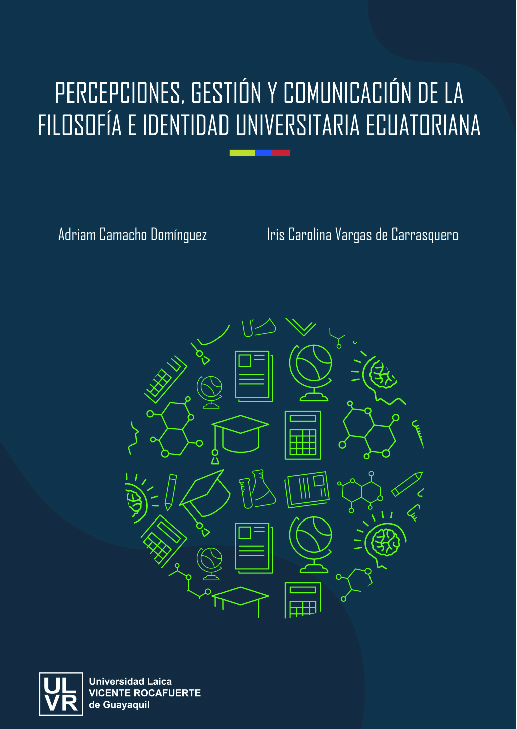 PERCEPCIONES, GESTIÓN Y COMUNICACIÓN DE LA
FILOSOFÍA E IDENTIDAD UNIVERSITARIA ECUATORIANA
Adriam Camacho Domínguez
Iris Carolina Vargas de Carrasquero
UL
VR
Universidad Laica
VICENTE ROCAFUERTE
de Guayaquil